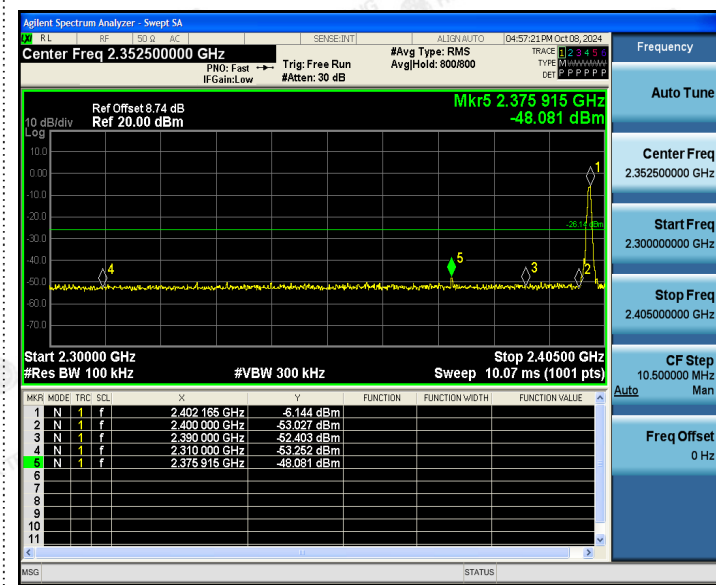 Agilent Spectrum Analyzer - Swept SA
LXI RL RF 50 Ω AC SENSE:INT ALIGNAUTO 04:57:21 PM Oct 08, 2024
Center Freq 2.352500000 GHz
#Avg Type: RMS
TRACE 1 2 3 4 5 6
PNO: Fast
IFGain:Low
Trig: Free Run
#Atten: 30 dB
Avg|Hold: 800/800
TYPE M
DET P P P P P P
Frequency
Ref Offset 8.74 dB
Ref 20.00 dBm
Mkr5 2.375 915 GHz
-48.081 dBm
10 dB/div
Log
10.0
0.00
-10.0
-20.0
-30.0
-40.0
-50.0
-60.0
-70.0
1
-26.14 dBm
4
5
3
2
Start 2.30000 GHz
Stop 2.40500 GHz
#Res BW 100 kHz
#VBW 300 kHz
Sweep 10.07 ms (1001 pts)
MKR MODE TRC SCL X Y FUNCTION FUNCTION WIDTH FUNCTION VALUE
1 N 1 f 2.402 165 GHz -6.144 dBm
2 N 1 f 2.400 000 GHz -53.027 dBm
3 N 1 f 2.390 000 GHz -52.403 dBm
4 N 1 f 2.310 000 GHz -53.252 dBm
5 N 1 f 2.375 915 GHz -48.081 dBm
6
7
8
9
10
11
MSG
STATUS
Auto Tune
Center Freq
2.352500000 GHz
Start Freq
2.300000000 GHz
Stop Freq
2.405000000 GHz
CF Step
10.500000 MHz
Auto Man
Freq Offset
0 Hz